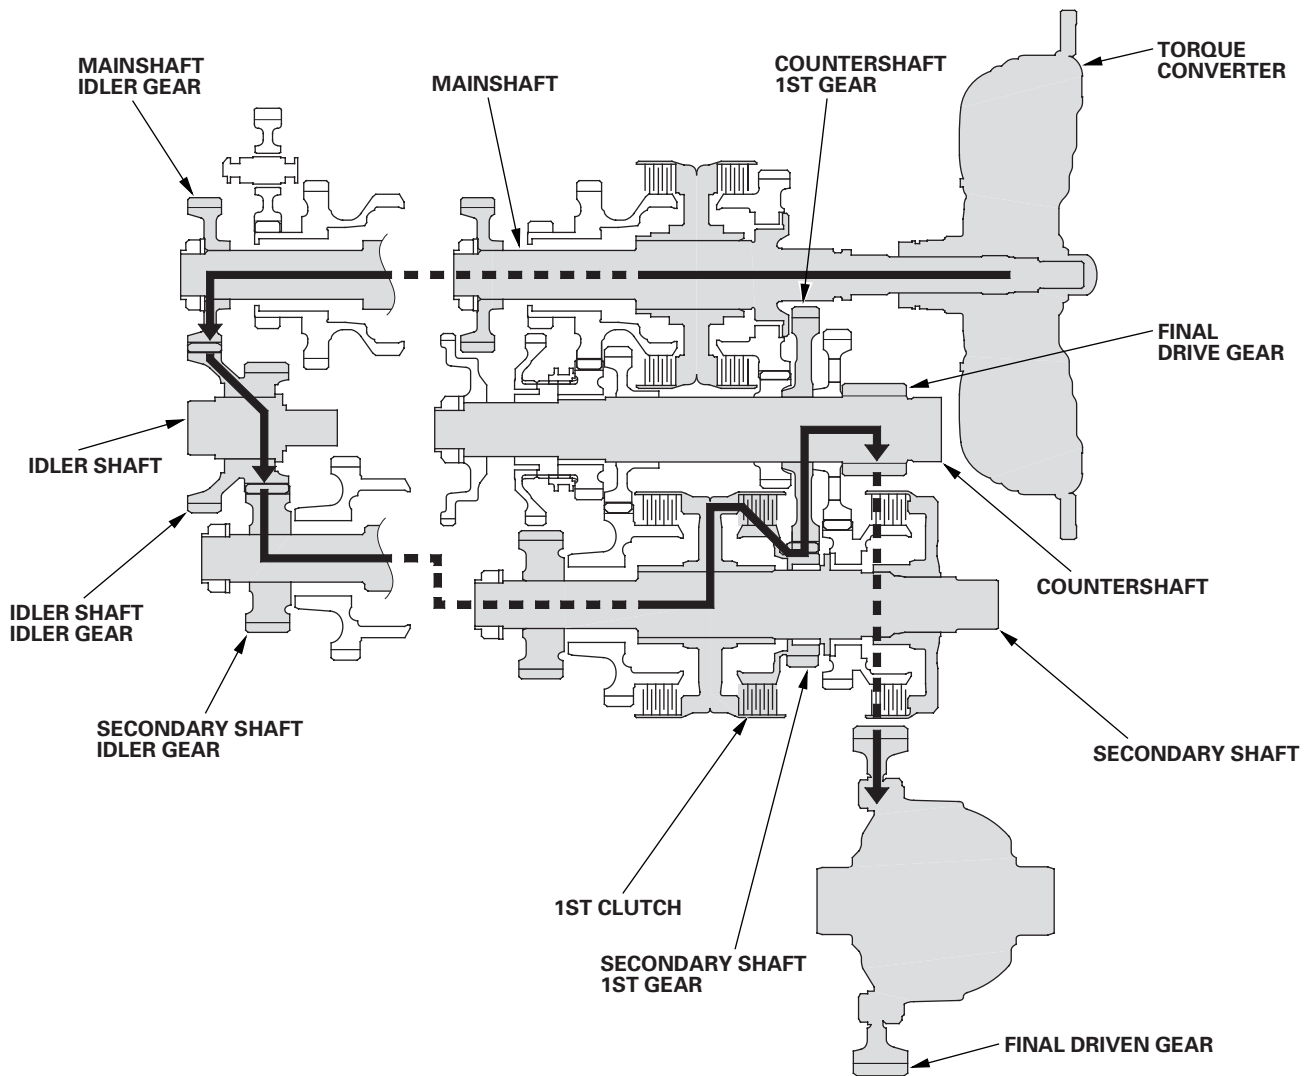 MAINSHAFT
IDLER GEAR
MAINSHAFT
COUNTERSHAFT
1ST GEAR
TORQUE
CONVERTER
FINAL
DRIVE GEAR
IDLER SHAFT
IDLER SHAFT
IDLER GEAR
COUNTERSHAFT
SECONDARY SHAFT
IDLER GEAR
SECONDARY SHAFT
1ST CLUTCH
SECONDARY SHAFT
1ST GEAR
FINAL DRIVEN GEAR